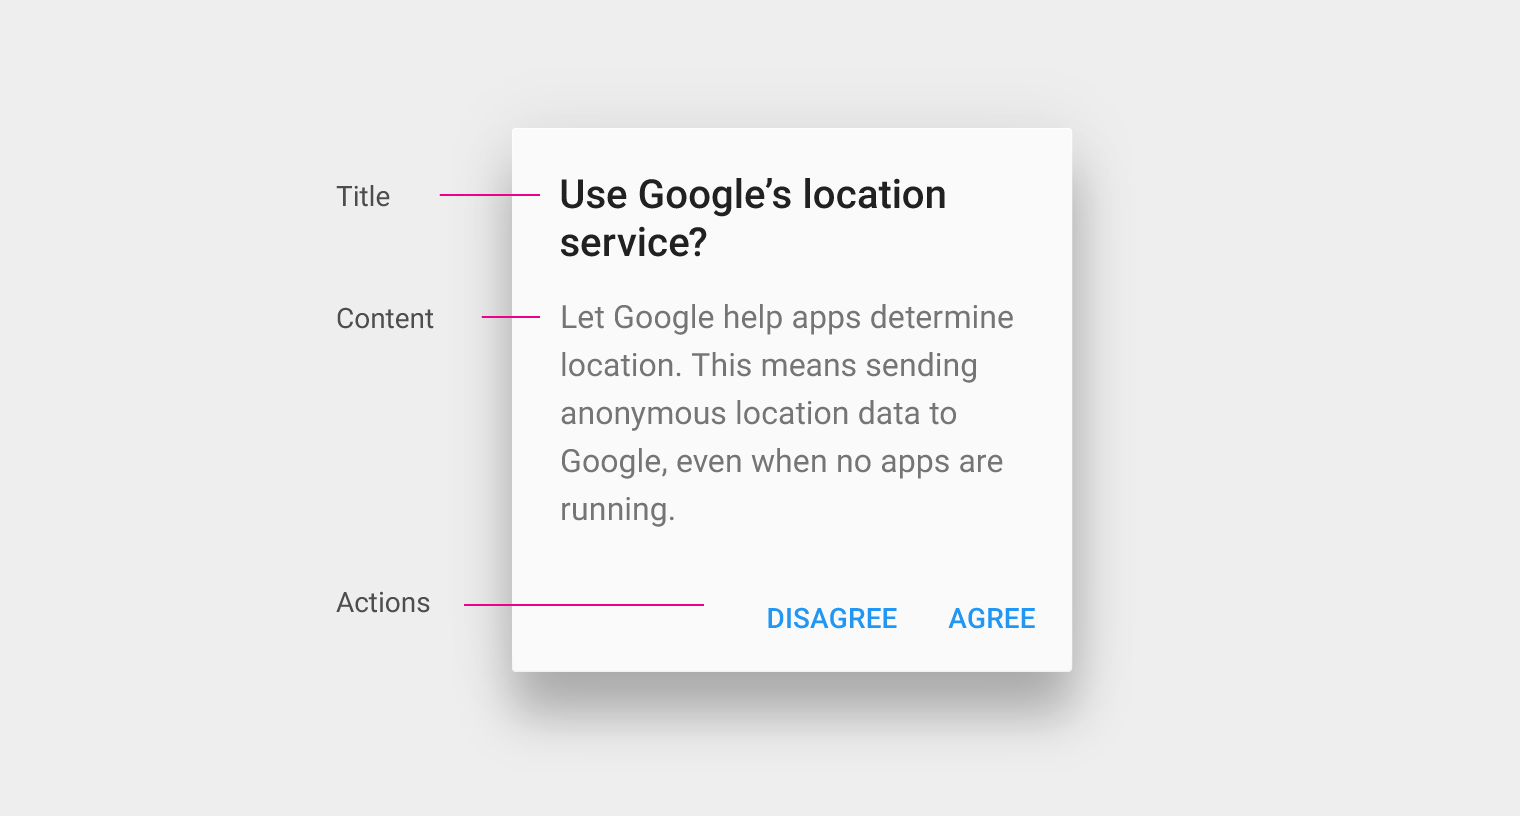 Title
Use Google’s location
service?
Content
Let Google help apps determine
location. This means sending
anonymous location data to
Google, even when no apps are
running.
Actions
DISAGREE AGREE